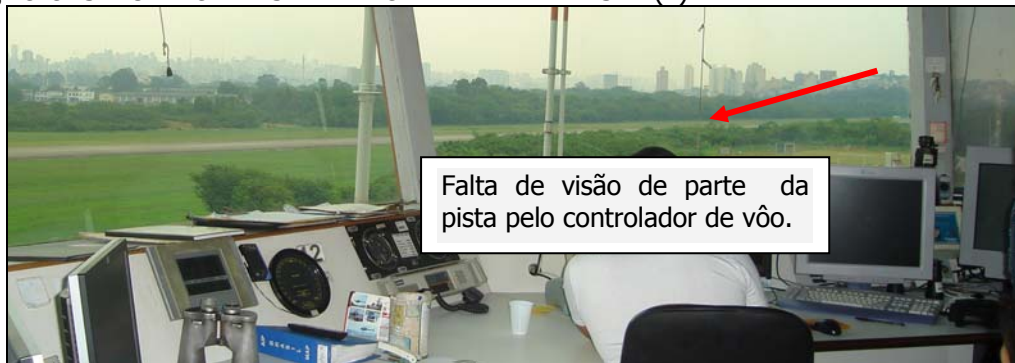 Falta de visão de parte da
pista pelo controlador de vôo.